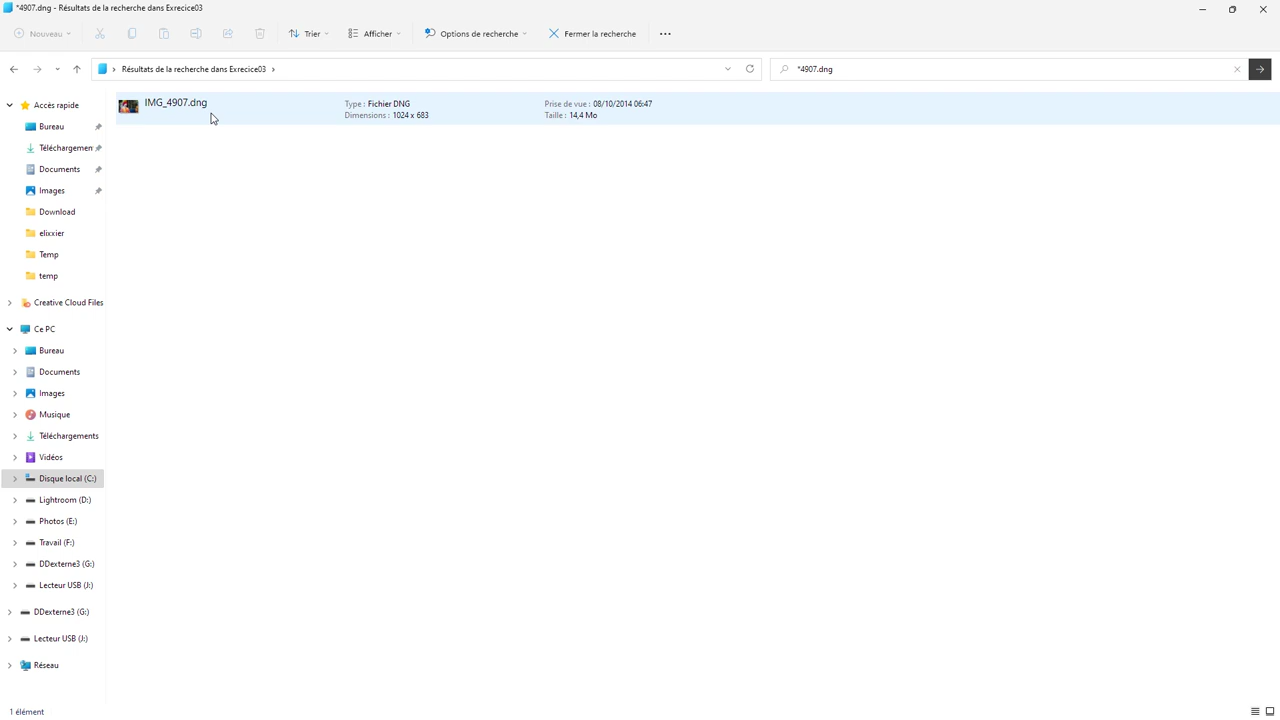 *4907.dng - Résultats de la recherche dans Exrecice03
Nouveau
Trier
Afficher
Options de recherche
Fermer la recherche
Résultats de la recherche dans Exrecice03
*4907.dng
Accès rapide
Bureau
Téléchargemen
Documents
Images
Download
elixxier
Temp
temp
Creative Cloud Files
Ce PC
Bureau
Documents
Images
Musique
Téléchargements
Vidéos
Disque local (C:)
Lightroom (D:)
Photos (E:)
Travail (F:)
DDexterne3 (G:)
Lecteur USB (J:)
DDexterne3 (G:)
Lecteur USB (J:)
Réseau
IMG_4907.dng
Type : Fichier DNG
Dimensions : 1024 x 683
Prise de vue : 08/10/2014 06:47
Taille : 14,4 Mo
1 élément